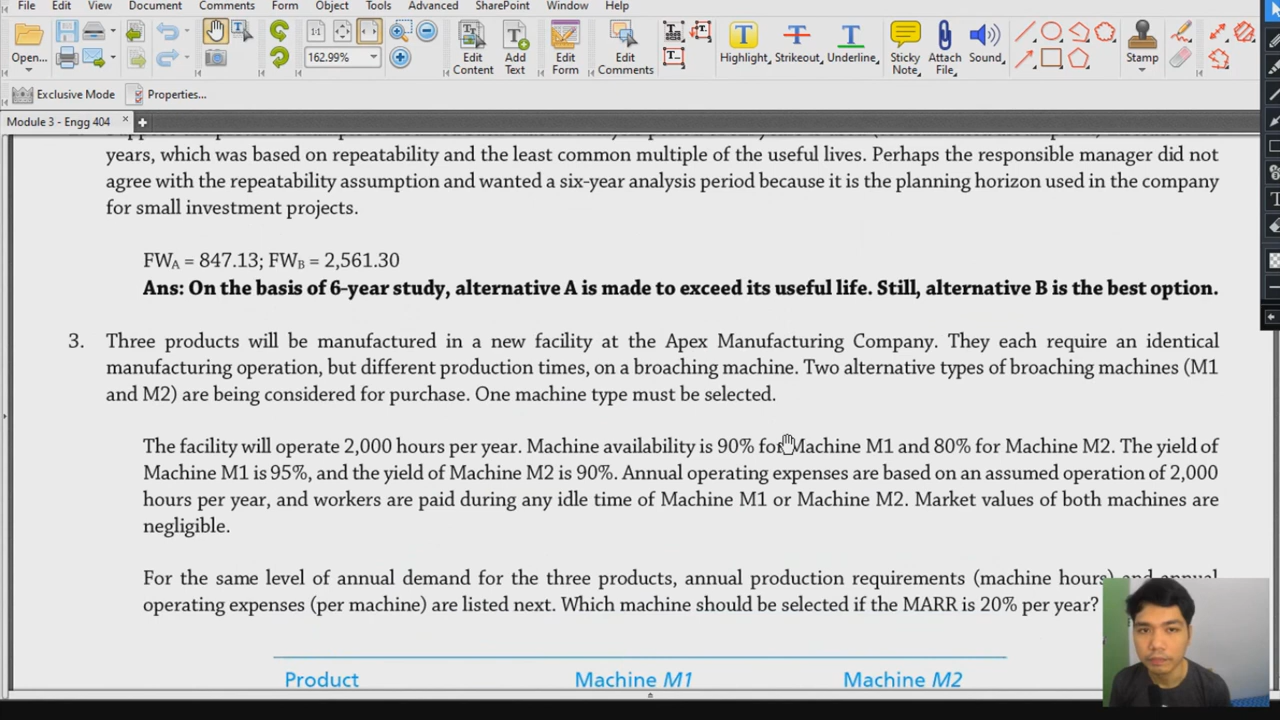 File Edit View Document Comments Form Object Tools Advanced SharePoint Window Help
Open...
162.99%
1:1
Edit Content
Add Text
Edit Form
Edit Comments
Highlight...
Strikeout...
Underline...
Sticky Note...
Attach File...
Sound...
Stamp
Exclusive Mode Properties...
Module 3 - Engg 404
years, which was based on repeatability and the least common multiple of the useful lives. Perhaps the responsible manager did not
agree with the repeatability assumption and wanted a six-year analysis period because it is the planning horizon used in the company
for small investment projects.
FWA = 847.13; FWB = 2,561.30
Ans: On the basis of 6-year study, alternative A is made to exceed its useful life. Still, alternative B is the best option.
3. Three products will be manufactured in a new facility at the Apex Manufacturing Company. They each require an identical
manufacturing operation, but different production times, on a broaching machine. Two alternative types of broaching machines (M1
and M2) are being considered for purchase. One machine type must be selected.
The facility will operate 2,000 hours per year. Machine availability is 90% for Machine M1 and 80% for Machine M2. The yield of
Machine M1 is 95%, and the yield of Machine M2 is 90%. Annual operating expenses are based on an assumed operation of 2,000
hours per year, and workers are paid during any idle time of Machine M1 or Machine M2. Market values of both machines are
negligible.
For the same level of annual demand for the three products, annual production requirements (machine hours) and annual
operating expenses (per machine) are listed next. Which machine should be selected if the MARR is 20% per year?
Product Machine M1 Machine M2